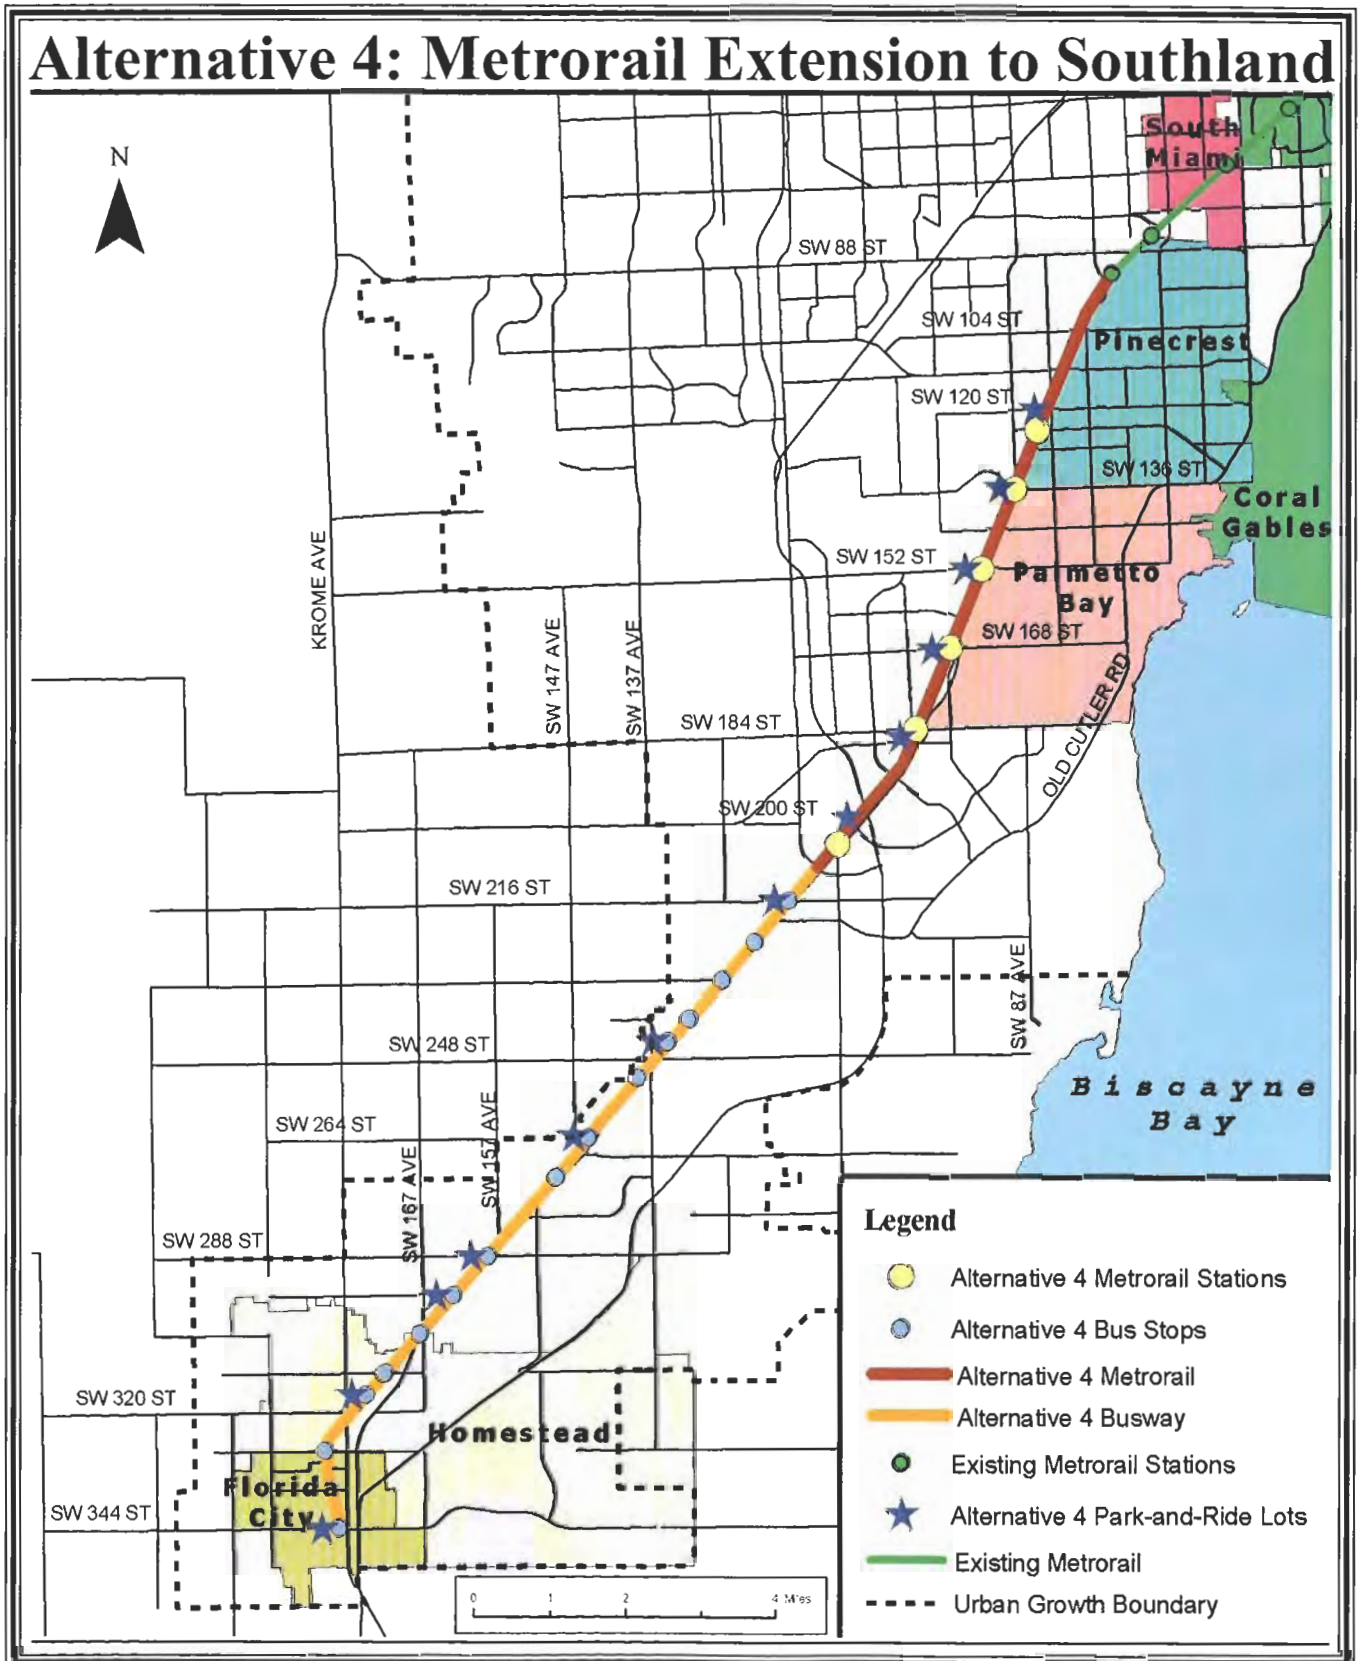 Alternative 4: Metrorail Extension to Southland
N
South
Miami
SW 88 ST
SW 104 ST
Pinecrest
SW 120 ST
SW 136 ST
Coral
Gables
KROME AVE
SW 152 ST
Palmetto
Bay
SW 168 ST
SW 147 AVE
SW 137 AVE
SW 184 ST
OLD CUTLER RD
SW 200 ST
SW 216 ST
SW 87 AVE
SW 248 ST
Biscayne
Bay
SW 264 ST
SW 157 AVE
SW 167 AVE
SW 288 ST
SW 320 ST
Homestead
Florida
City
SW 344 ST
0 1 2 4 Miles
Legend
Alternative 4 Metrorail Stations
Alternative 4 Bus Stops
Alternative 4 Metrorail
Alternative 4 Busway
Existing Metrorail Stations
Alternative 4 Park-and-Ride Lots
Existing Metrorail
Urban Growth Boundary